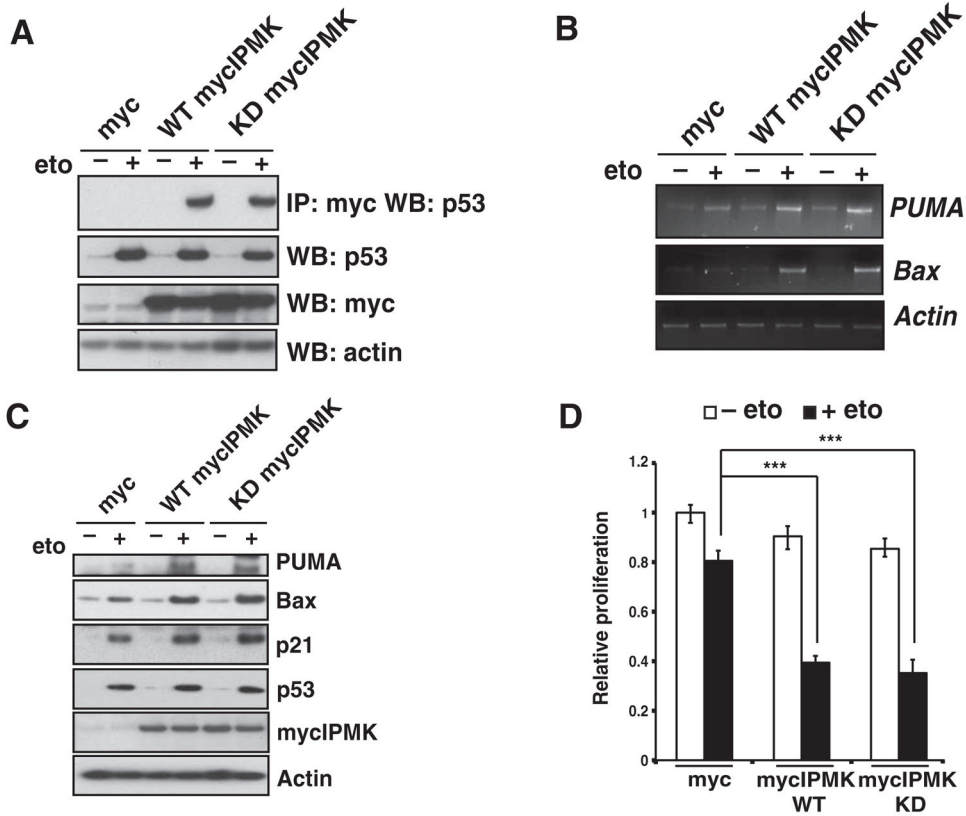 A
myc
WT mycIPMK
KD mycIPMK
eto – + – + – +
IP: myc WB: p53
WB: p53
WB: myc
WB: actin
B
myc
WT mycIPMK
KD mycIPMK
eto – + – + – +
PUMA
Bax
Actin
C
myc
WT mycIPMK
KD mycIPMK
eto – + – + – +
PUMA
Bax
p21
p53
mycIPMK
Actin
D
– eto + eto
***
***
Relative proliferation
1.2
1
0.8
0.6
0.4
0.2
0
myc mycIPMK mycIPMK
WT KD